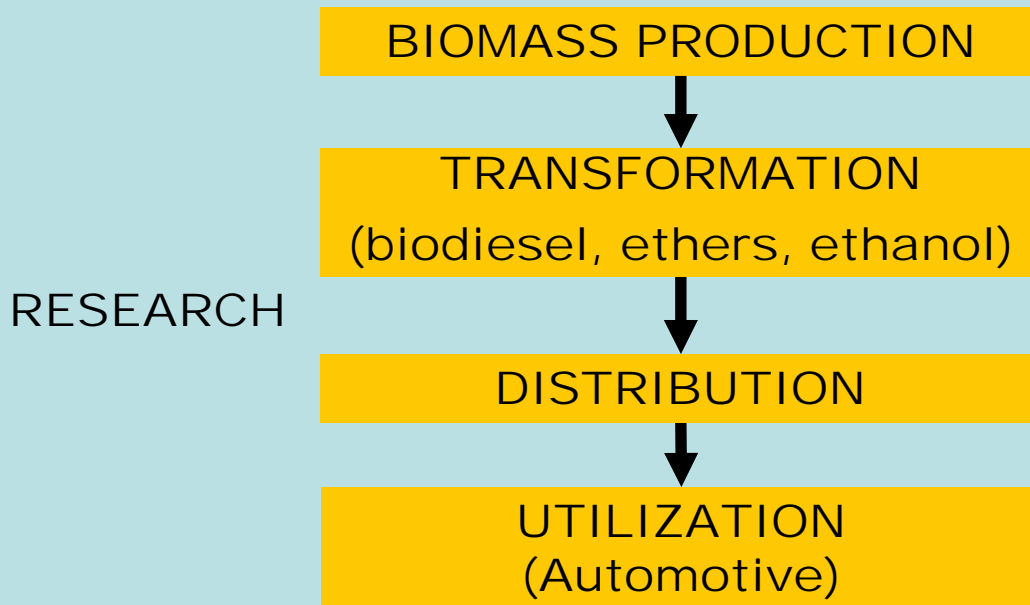 BIOMASS PRODUCTION
TRANSFORMATION
(biodiesel, ethers, ethanol)
RESEARCH
DISTRIBUTION
UTILIZATION
(Automotive)